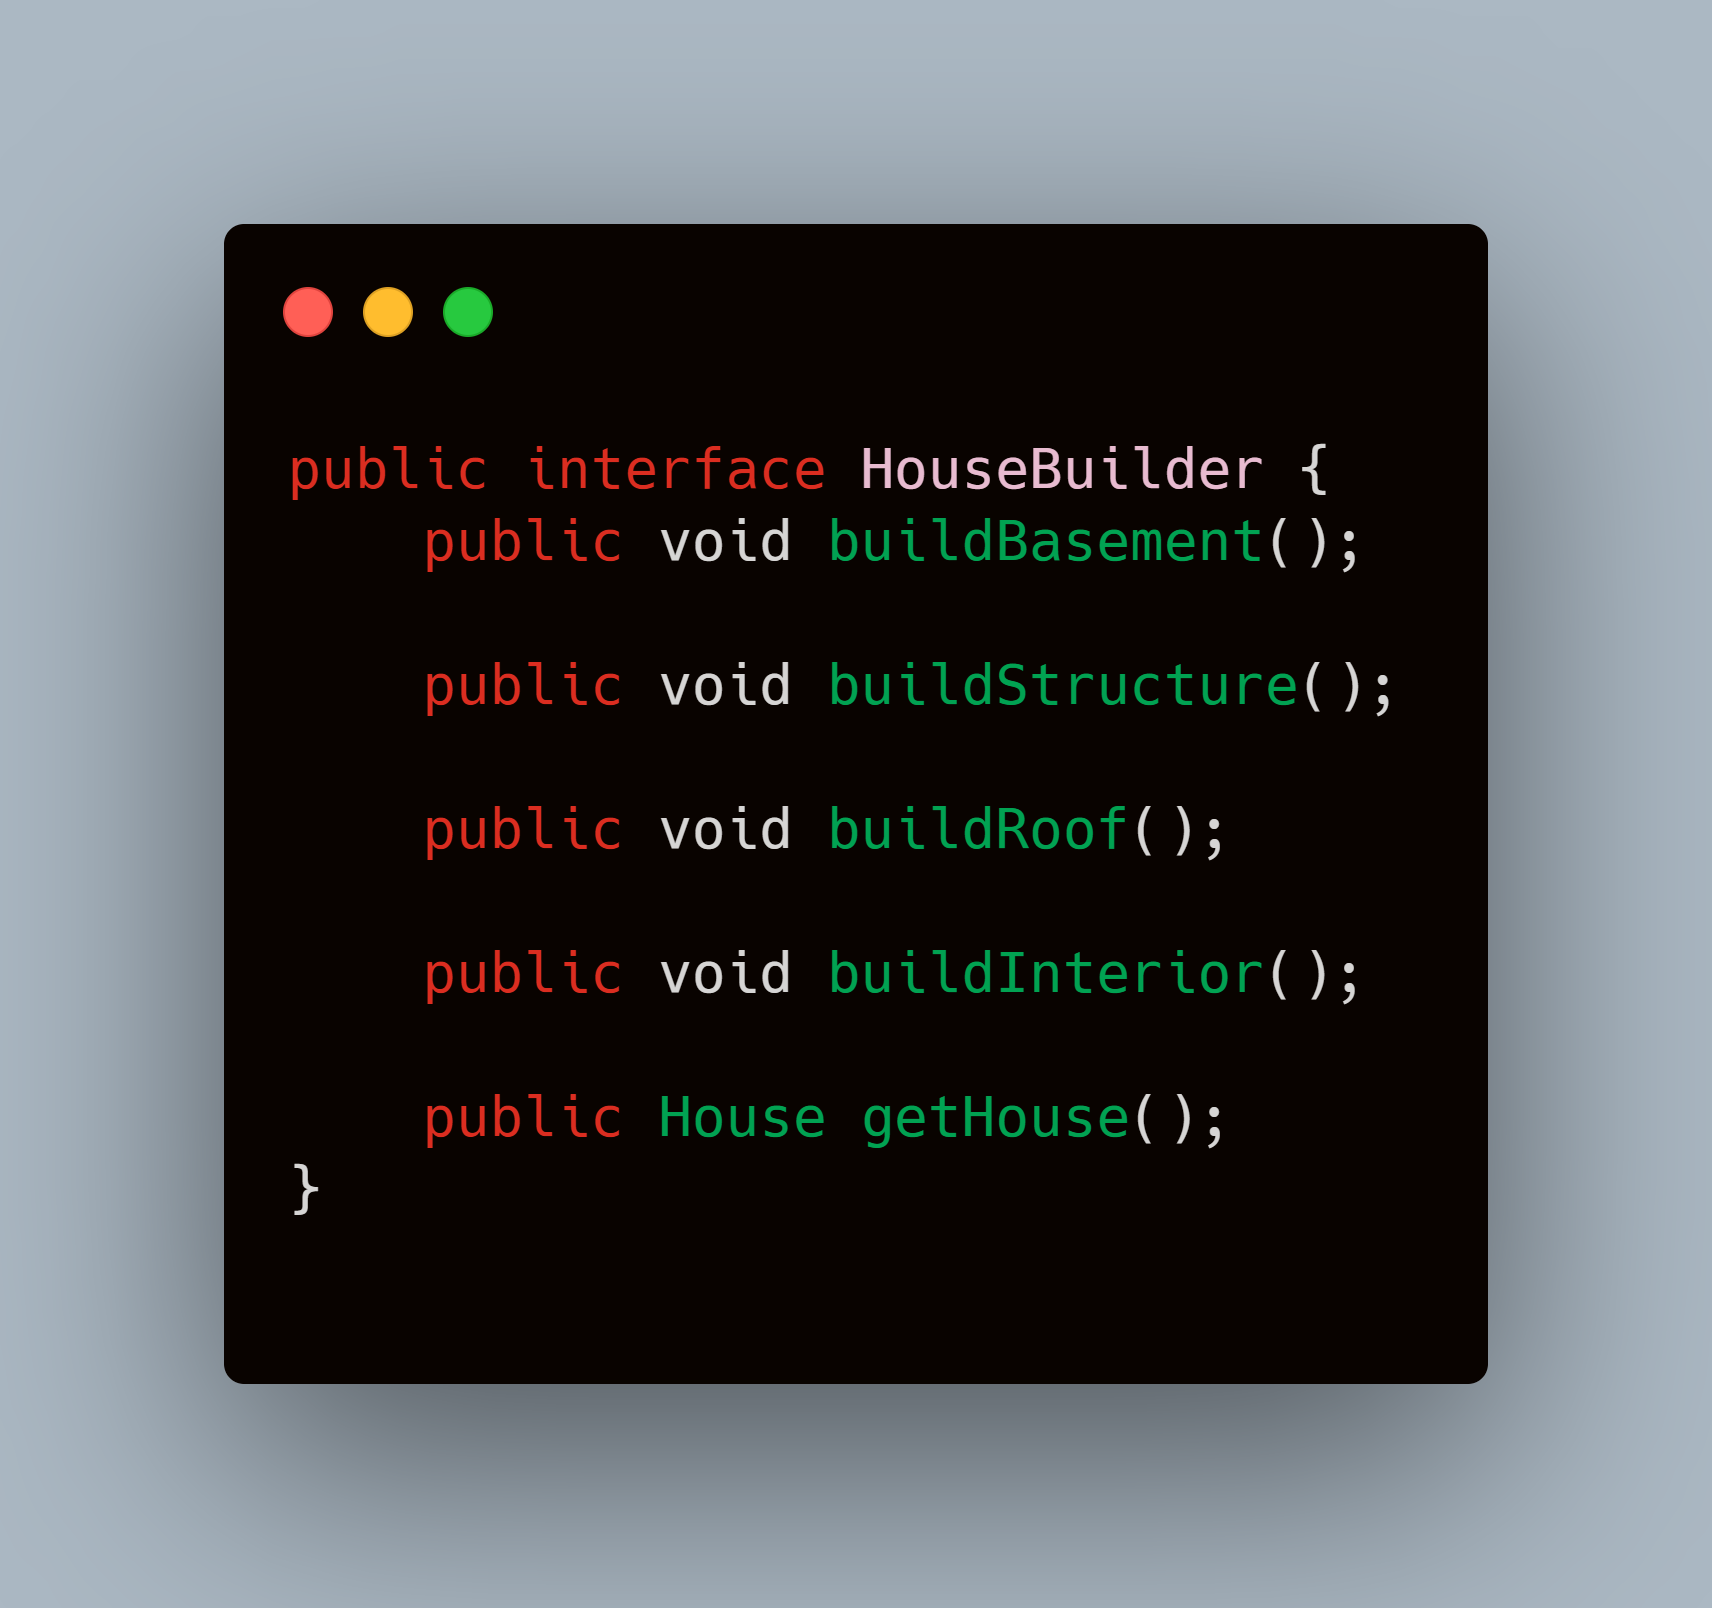 public interface HouseBuilder {
    public void buildBasement();

    public void buildStructure();

    public void buildRoof();

    public void buildInterior();

    public House getHouse();
}